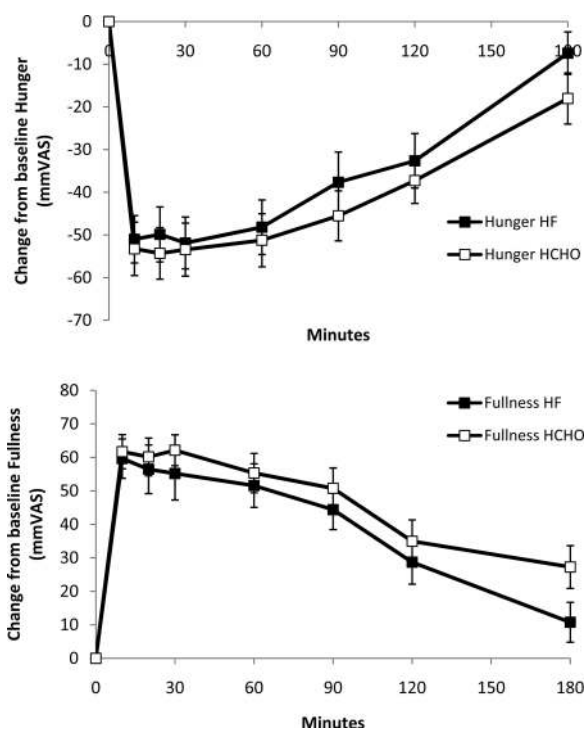 0
-10
-20
-30
-40
-50
-60
-70
0 30 60 90 120 150 180
Change from baseline Hunger
(mmVAS)
Hunger HF
Hunger HCHO
Minutes
80
70
60
50
40
30
20
10
0
0 30 60 90 120 150 180
Change from baseline Fullness
(mmVAS)
Fullness HF
Fullness HCHO
Minutes